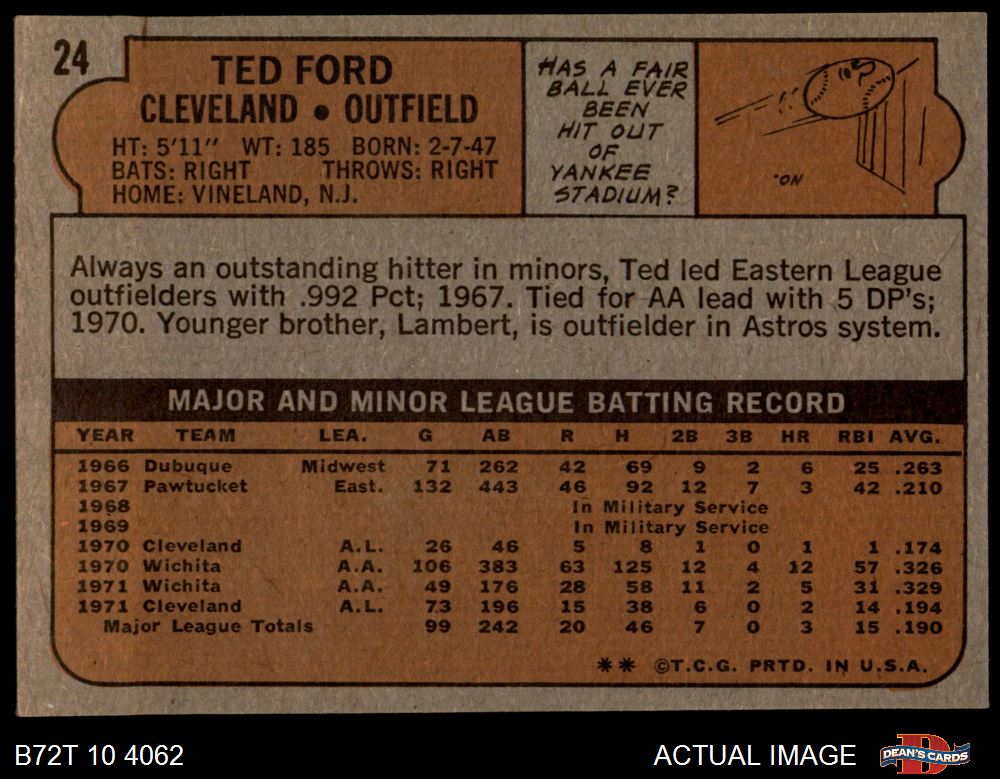 24
TED FORD
CLEVELAND • OUTFIELD
HT: 5'11" WT: 185 BORN: 2-7-47
BATS: RIGHT THROWS: RIGHT
HOME: VINELAND, N.J.
HAS A FAIR
BALL EVER
BEEN
HIT OUT
OF
YANKEE
STADIUM?
NO.
Always an outstanding hitter in minors, Ted led Eastern League
outfielders with .992 Pct; 1967. Tied for AA lead with 5 DP's;
1970. Younger brother, Lambert, is outfielder in Astros system.
MAJOR AND MINOR LEAGUE BATTING RECORD
YEAR TEAM LEA. G AB R H 2B 3B HR RBI AVG.
1966 Dubuque Midwest 71 262 42 69 9 2 6 25 .263
1967 Pawtucket East. 132 443 46 92 12 7 3 42 .210
1968 In Military Service
1969 In Military Service
1970 Cleveland A.L. 26 46 5 8 1 0 1 1 .174
1970 Wichita A.A. 106 383 63 125 12 4 12 57 .326
1971 Wichita A.A. 49 176 28 58 11 2 5 31 .329
1971 Cleveland A.L. 73 196 15 38 6 0 2 14 .194
Major League Totals 99 242 20 46 7 0 3 15 .190
** ©T.C.G. PRTD. IN U.S.A.
B72T 10 4062
ACTUAL IMAGE
DEAN'S CARDS